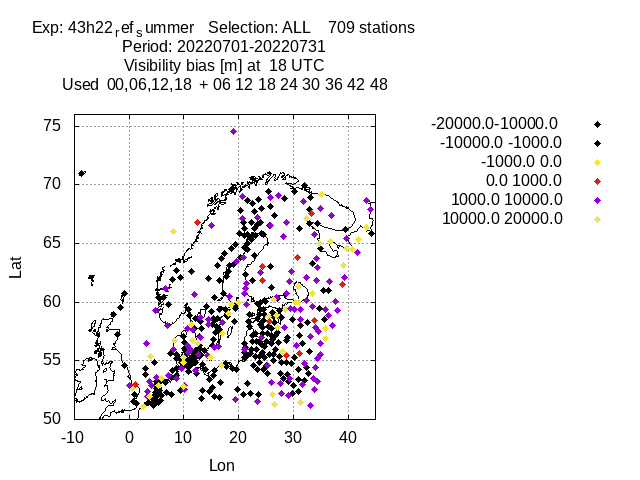 Exp: 43h22refsummer Selection: ALL 709 stations
Period: 20220701-20220731
Visibility bias [m] at 18 UTC
Used 00,06,12,18 + 06 12 18 24 30 36 42 48
-20000.0-10000.0
-10000.0 -1000.0
-1000.0 0.0
0.0 1000.0
1000.0 10000.0
10000.0 20000.0
75
70
65
60
55
50
Lat
-10 0 10 20 30 40
Lon